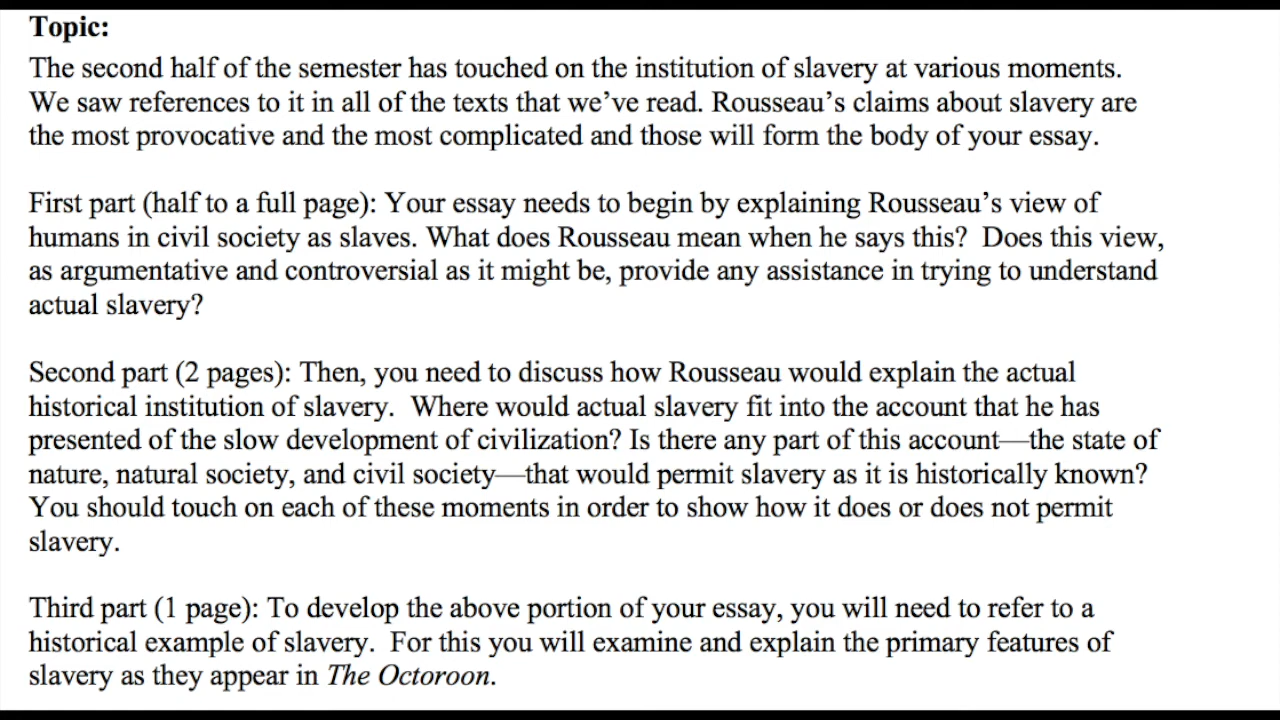 Topic:
The second half of the semester has touched on the institution of slavery at various moments.
We saw references to it in all of the texts that we’ve read. Rousseau’s claims about slavery are
the most provocative and the most complicated and those will form the body of your essay.
First part (half to a full page): Your essay needs to begin by explaining Rousseau’s view of
humans in civil society as slaves. What does Rousseau mean when he says this?  Does this view,
as argumentative and controversial as it might be, provide any assistance in trying to understand
actual slavery?
Second part (2 pages): Then, you need to discuss how Rousseau would explain the actual
historical institution of slavery.  Where would actual slavery fit into the account that he has
presented of the slow development of civilization? Is there any part of this account—the state of
nature, natural society, and civil society—that would permit slavery as it is historically known?
You should touch on each of these moments in order to show how it does or does not permit
slavery.
Third part (1 page): To develop the above portion of your essay, you will need to refer to a
historical example of slavery.  For this you will examine and explain the primary features of
slavery as they appear in The Octoroon.